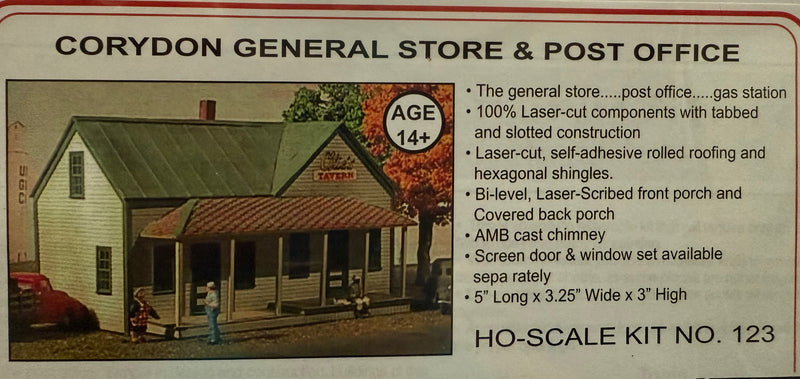 CORYDON GENERAL STORE & POST OFFICE
AGE
14+
TAVERN
SGC
• The general store.....post office.....gas station
• 100% Laser-cut components with tabbed
and slotted construction
• Laser-cut, self-adhesive rolled roofing and
hexagonal shingles.
• Bi-level, Laser-Scribed front porch and
Covered back porch
• AMB cast chimney
• Screen door & window set available
sepa rately
• 5” Long x 3.25” Wide x 3” High
HO-SCALE KIT NO. 123